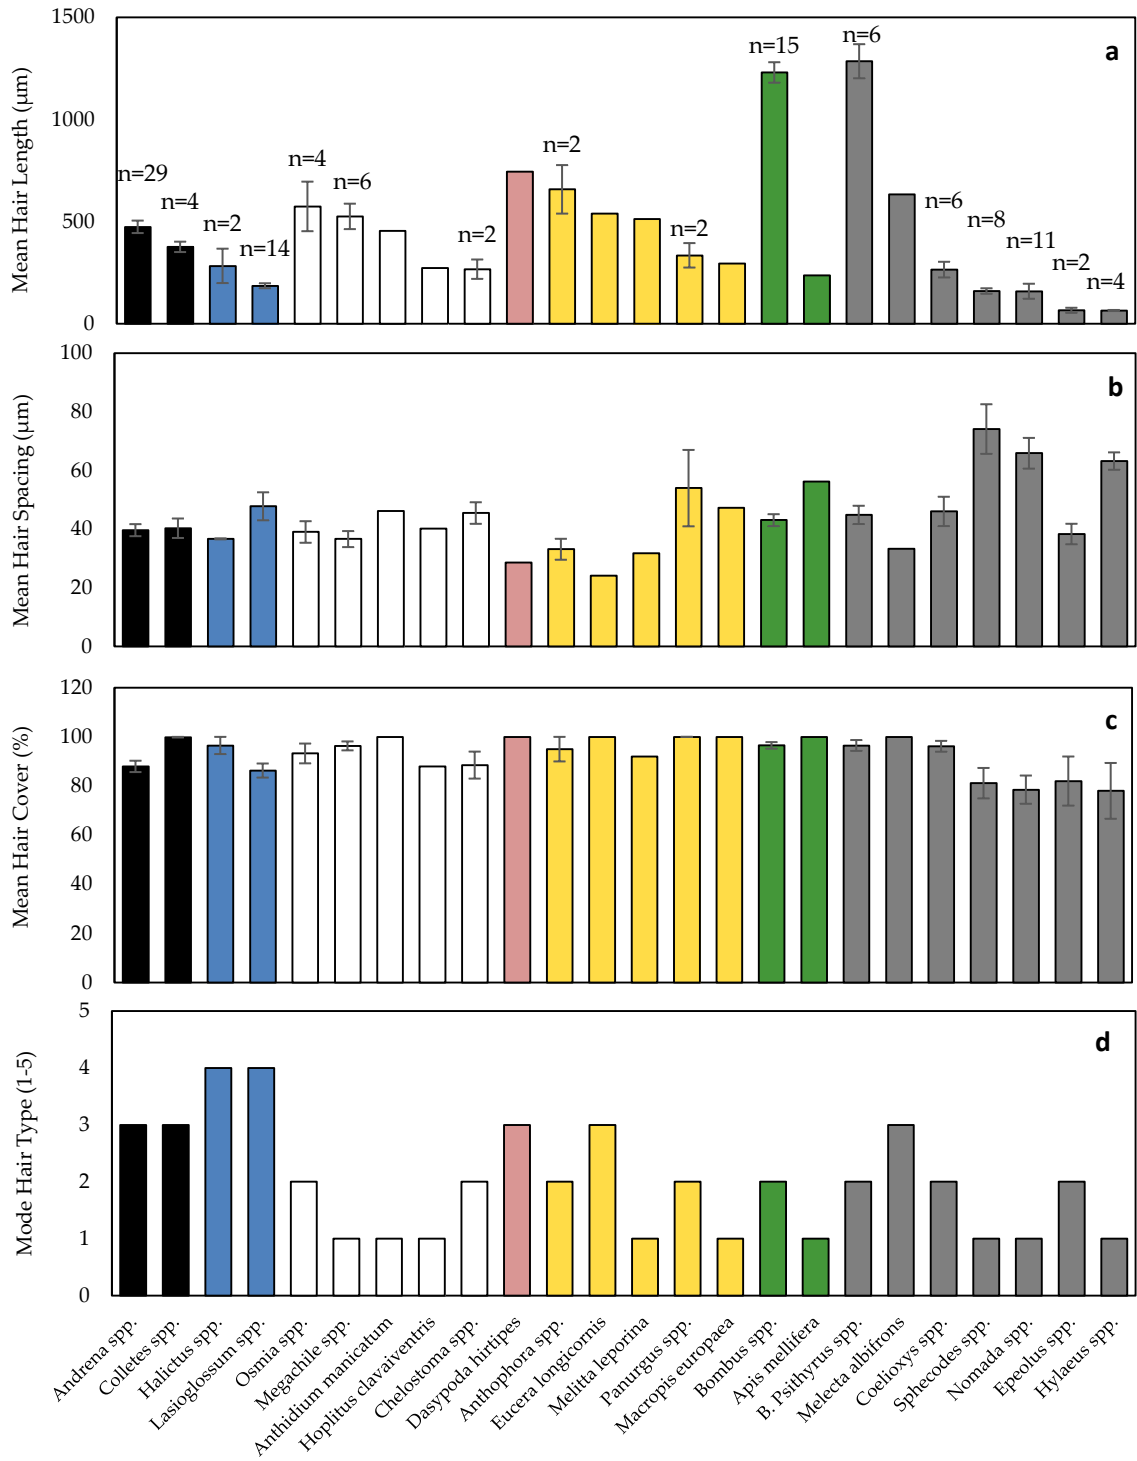 Mean Hair Length (μm)
1500
1000
500
0
n=29
n=4
n=2
n=14
n=4
n=6
n=2
n=2
n=2
n=15
n=6
n=6
n=8
n=11
n=2
n=4
a
Mean Hair Spacing (μm)
100
80
60
40
20
0
b
Mean Hair Cover (%)
120
100
80
60
40
20
0
c
Mode Hair Type (1-5)
5
4
3
2
1
0
d
Andrena spp.
Colletes spp.
Halictus spp.
Lasioglossum spp.
Osmia spp.
Megachile spp.
Anthidium manicatum
Hoplitus clavaiventris
Chelostoma spp.
Dasypoda hirtipes
Anthophora spp.
Eucera longicornis
Melitta leporina
Panurgus spp.
Macropis europaea
Bombus spp.
Apis mellifera
B. Psithyrus spp.
Melecta albifrons
Coelioxys spp.
Sphecodes spp.
Nomada spp.
Epeolus spp.
Hylaeus spp.